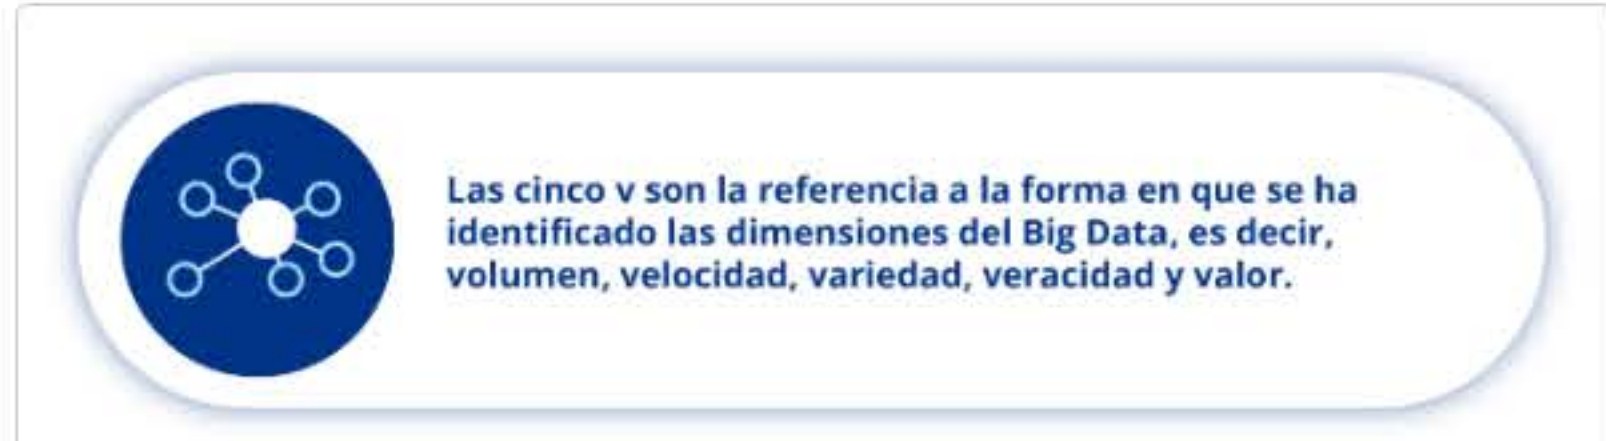 Las cinco v son la referencia a la forma en que se ha
identificado las dimensiones del Big Data, es decir,
volumen, velocidad, variedad, veracidad y valor.